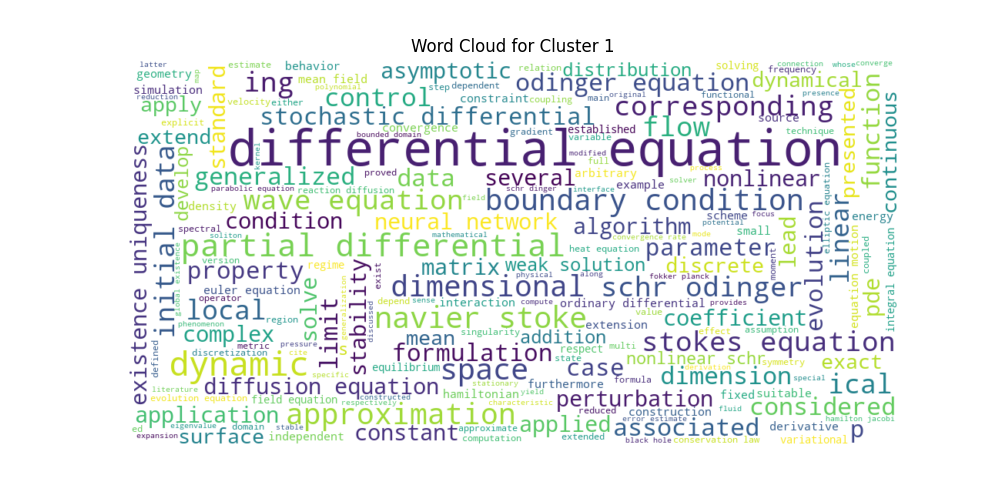 Word Cloud for Cluster 1
latter
estimate
behavior
asymptotic
relation
distribution
solving
connection
whose
converge
geometry
map
ing
mean field
polynomial
step
dependent
odinger equation
dynamical
frequency
simulation
reduction
velocity
either
control
constraint
coupling
main
original
functional
corresponding
presence
apply
standard
stochastic differential
source
explicit
convergence
gradient
established
variable
flow
technique
extend
bounded domain
differential equation
modified
presented
function
continuous
kernel
proved
full
arbitrary
process
parabolic equation
reaction diffusion
schr dinger
interface
solver
generalized
data
several
example
nonlinear
elliptic equation
existence uniqueness
initial data
develop
density
wave equation
field
boundary condition
scheme
focus
energy
spectral
condition
neural network
algorithm
potential
small
soliton
mathematical
convergence rate
mode
partial differential
heat equation
parameter
lead
evolution
linear
equation motion
coupled
pde
integral equation
global existence
version
regime
matrix
weak solution
discrete
moment
property
exist
physical
along
fokker planck
euler equation
solve
limit
stability
generalization
dimensional schr odinger
operator
depend
sense
interaction
compute
ordinary differential
provides
local
region
navier stoke
extension
value
coefficient
phenomenon
discussed
singularity
multi
effect
assumption
complex
mean
addition
stokes equation
metric
pressure
S
formulation
respect
nonlinear schr
symmetry
exact
defined
discretization
cite
equilibrium
state
derivation
dynamic
specific
space
case
dimension
special
ical
diffusion equation
stationary
formula
literature
constructed
hamiltonian
furthermore
perturbation
fixed
suitable
evolution equation
field equation
yield
respectively
characteristic
reduced
construction
fluid
hamilton jacobi
application
approximation
applied
error estimate
considered
ed
eigenvalue
domain
stable
approximate
associated
derivative
p
expansion
surface
independent
constant
computation
extended
black hole
conservation law
variational